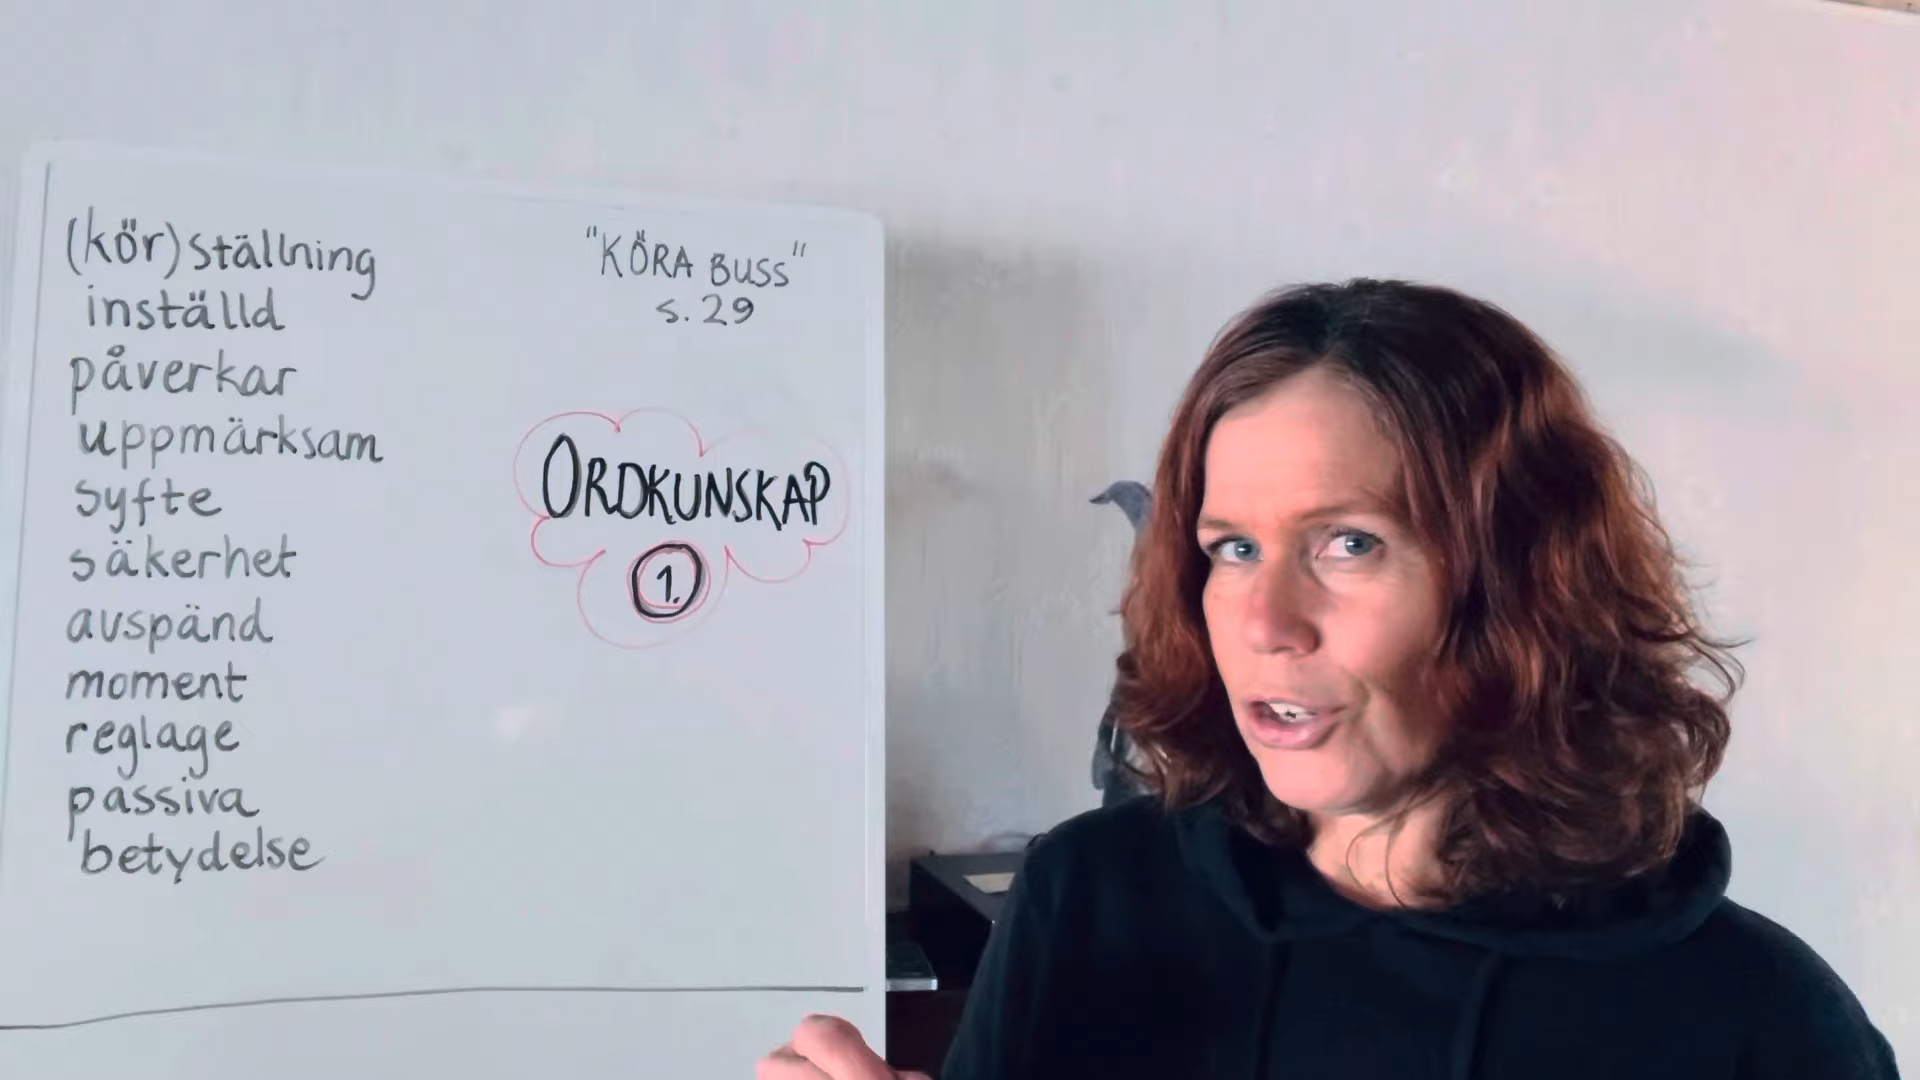 (kör)ställning
inställd
påverkar
uppmärksam
syfte
säkerhet
avspänd
moment
reglage
passiva
betydelse
"KÖRA BUSS"
s. 29
ORDKUNSKAP
1.